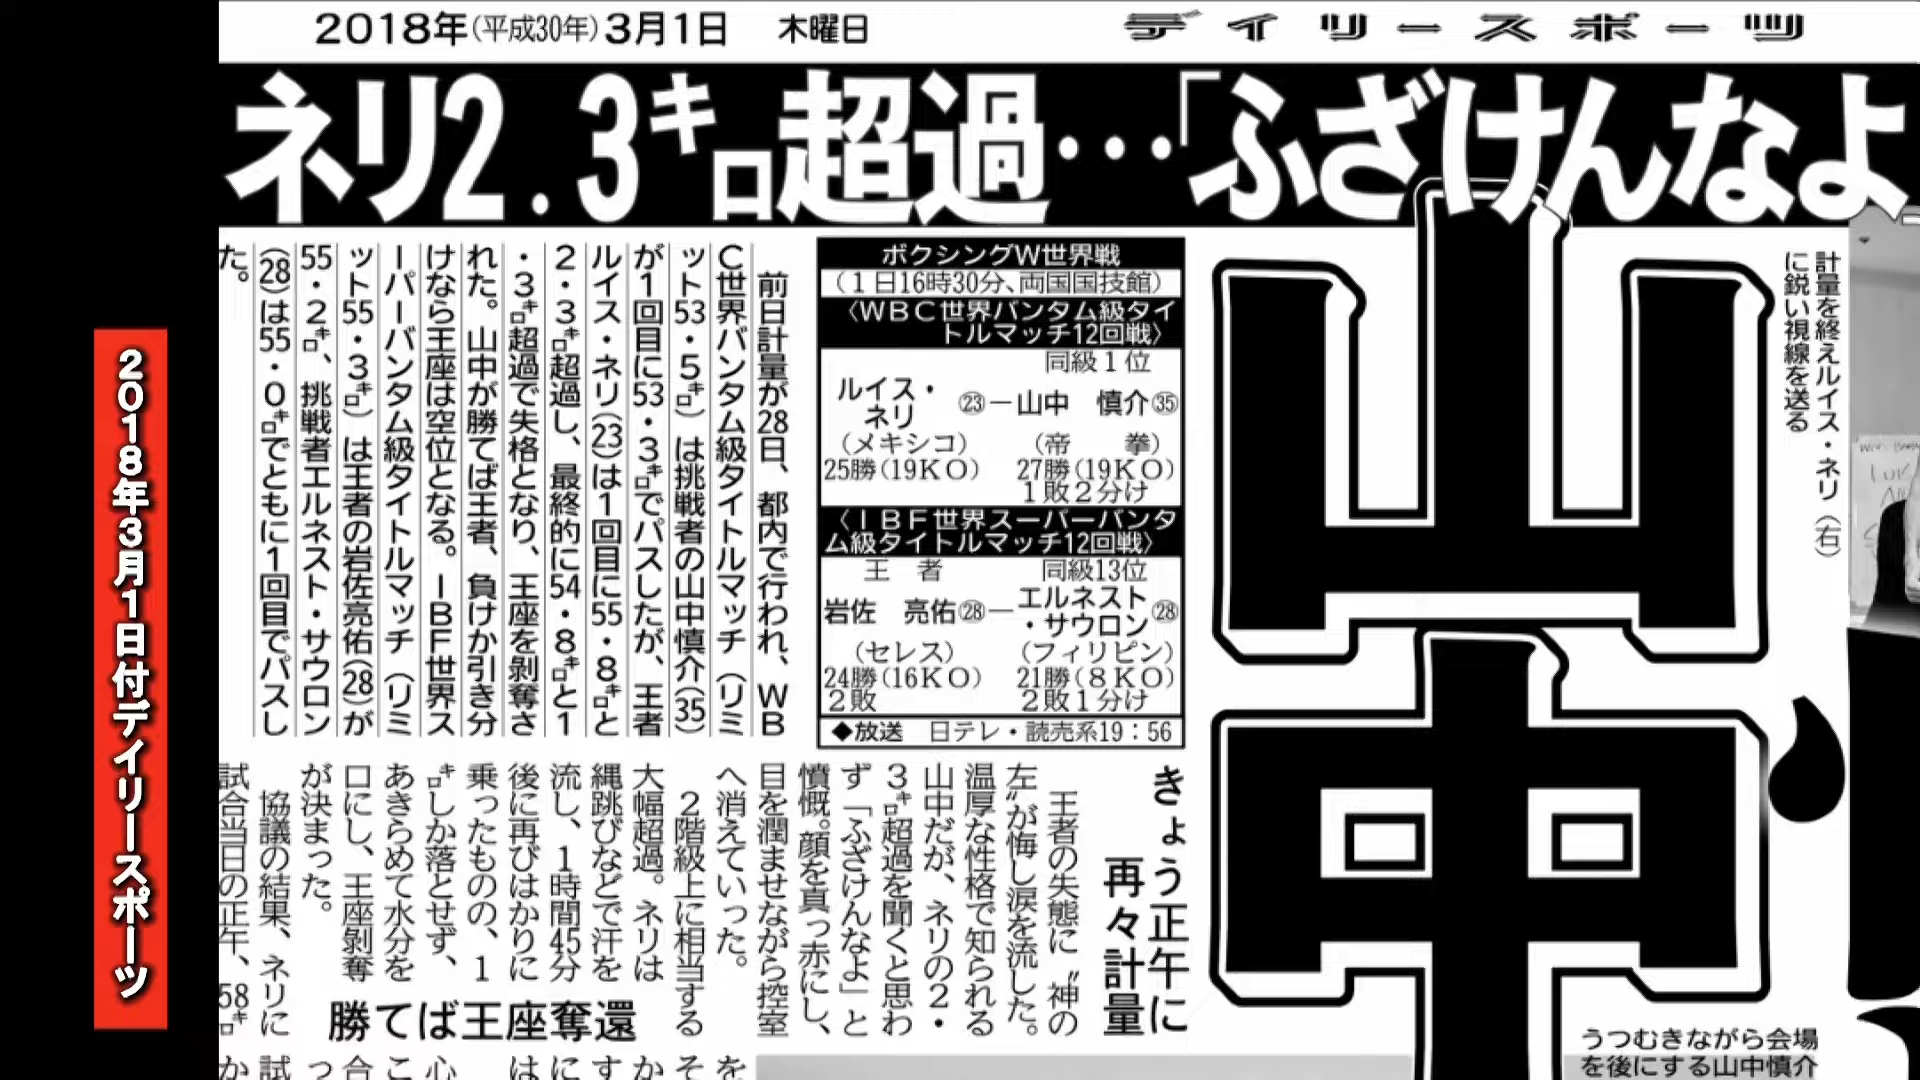 2018年(平成30年)3月1日　木曜日
デイリースポーツ
ネリ2.3㌔超過…「ふざけんなよ
2018年3月1日付デイリースポーツ
計量を終えルイス・ネリ（右）
に鋭い視線を送る
山中
ボクシングW世界戦
（1日16時30分、両国国技館）
〈WBC世界バンタム級タイ
トルマッチ12回戦〉
同級1位
ルイス・
ネリ
㉓―山中　慎介㉟
（メキシコ）　（帝　拳）
25勝(19KO)　27勝(19KO)
1敗2分け
〈IBF世界スーパーバンタ
ム級タイトルマッチ12回戦〉
王　者　同級13位
岩佐　亮佑㉘―エルネスト
・サウロン㉘
（セレス）　（フィリピン）
24勝(16KO)　21勝(8KO)
2敗　2敗1分け
◆放送　日テレ・読売系19：56
前日計量が28日、都内で行われ、WB
C世界バンタム級タイトルマッチ（リミ
ット53・5㌔）は挑戦者の山中慎介(35)
が1回目に53・3㌔でパスしたが、王者
ルイス・ネリ(23)は1回目に55・8㌔と
2・3㌔超過し、最終的に54・8㌔と1
・3㌔超過で失格となり、王座を剝奪さ
れた。山中が勝てば王者、負けか引き分
けなら王座は空位となる。IBF世界ス
ーパーバンタム級タイトルマッチ（リミ
ット55・3㌔）は王者の岩佐亮佑(28)が
55・2㌔、挑戦者エルネスト・サウロン
(28)は55・0㌔でともに1回目でパスし
た。
きょう正午に
再々計量
王者の失態に〝神の
左〟が悔し涙を流した。
温厚な性格で知られる
山中だが、ネリの2・
3㌔超過を聞くと思わ
ず「ふざけんなよ」と
憤慨。顔を真っ赤にし、
目を潤ませながら控室
へ消えていった。
2階級上に相当する
大幅超過。ネリは
縄跳びなどで汗を
流し、1時間45分
後に再びはかりに
乗ったものの、1
㌔しか落とせず、
あきらめて水分を
口にし、王座剝奪
が決まった。
協議の結果、ネリに
試合当日の正午、58㌔
勝てば王座奪還
うつむきながら会場
を後にする山中慎介